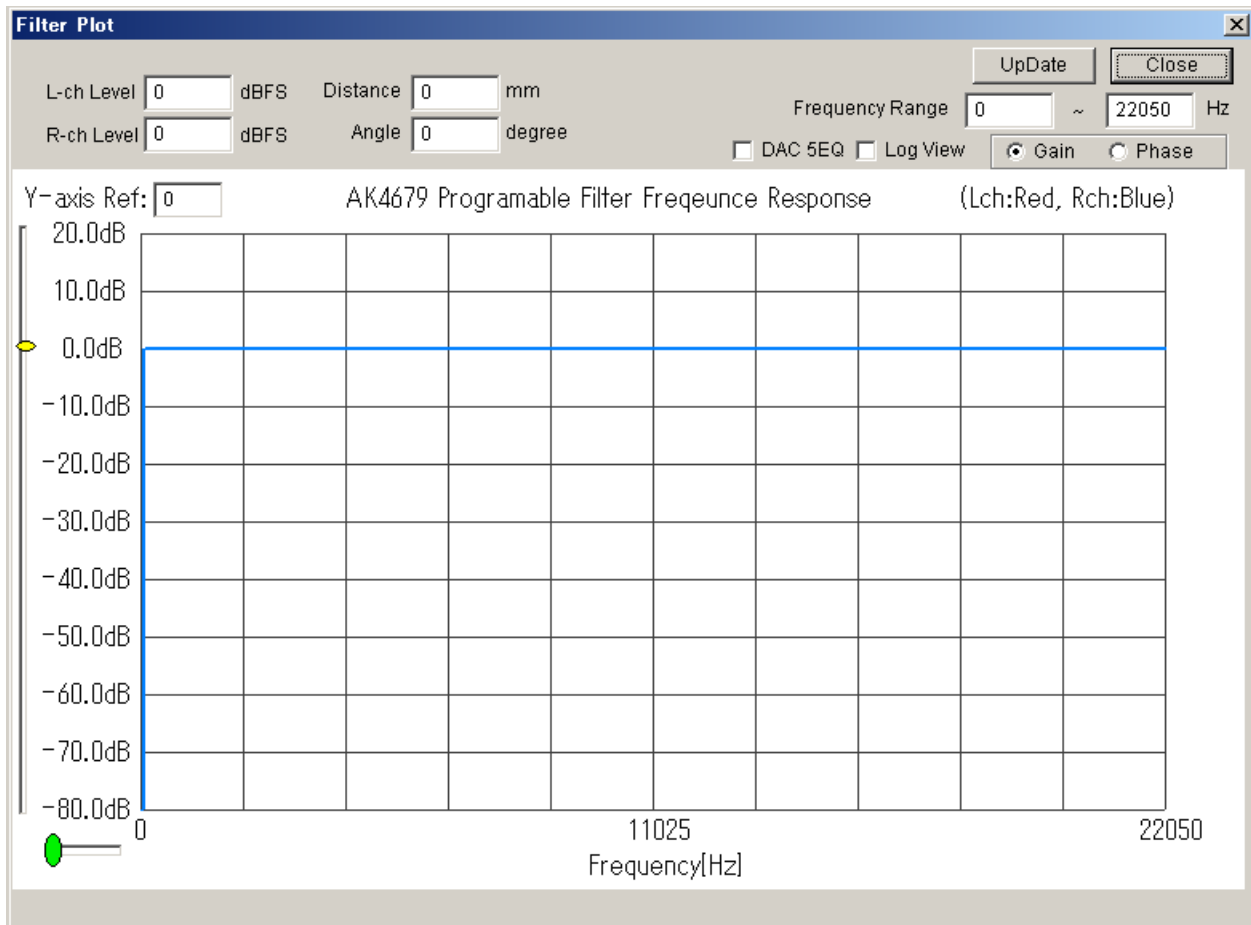 Filter Plot
UpDate Close
L-ch Level 0 dBFS Distance 0 mm
Frequency Range 0 ~ 22050 Hz
R-ch Level 0 dBFS Angle 0 degree
DAC 5EQ Log View Gain Phase
Y-axis Ref: 0 AK4679 Programable Filter Freqeunce Response (Lch:Red, Rch:Blue)
20.0dB
10.0dB
0.0dB
-10.0dB
-20.0dB
-30.0dB
-40.0dB
-50.0dB
-60.0dB
-70.0dB
-80.0dB
0 11025 22050
Frequency[Hz]